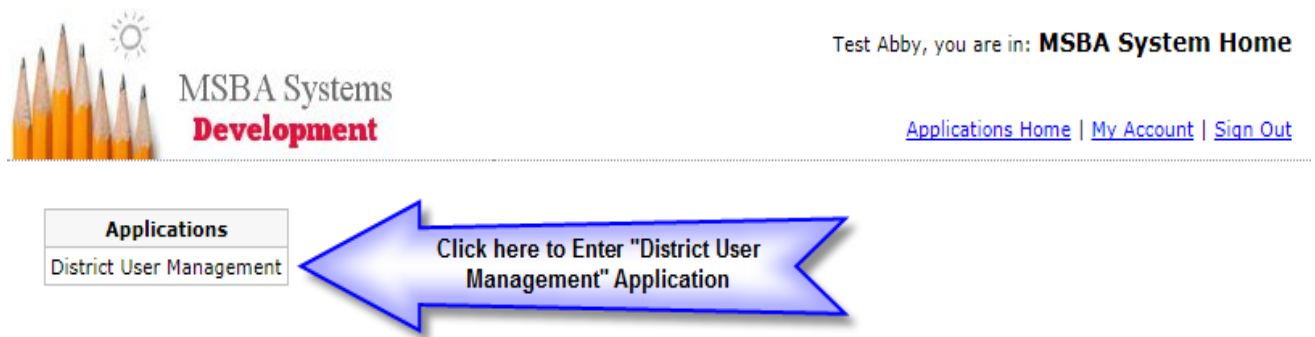 Test Abby, you are in: MSBA System Home
MSBA Systems
Development
Applications Home | My Account | Sign Out
Applications
District User Management
Click here to Enter "District User
Management" Application